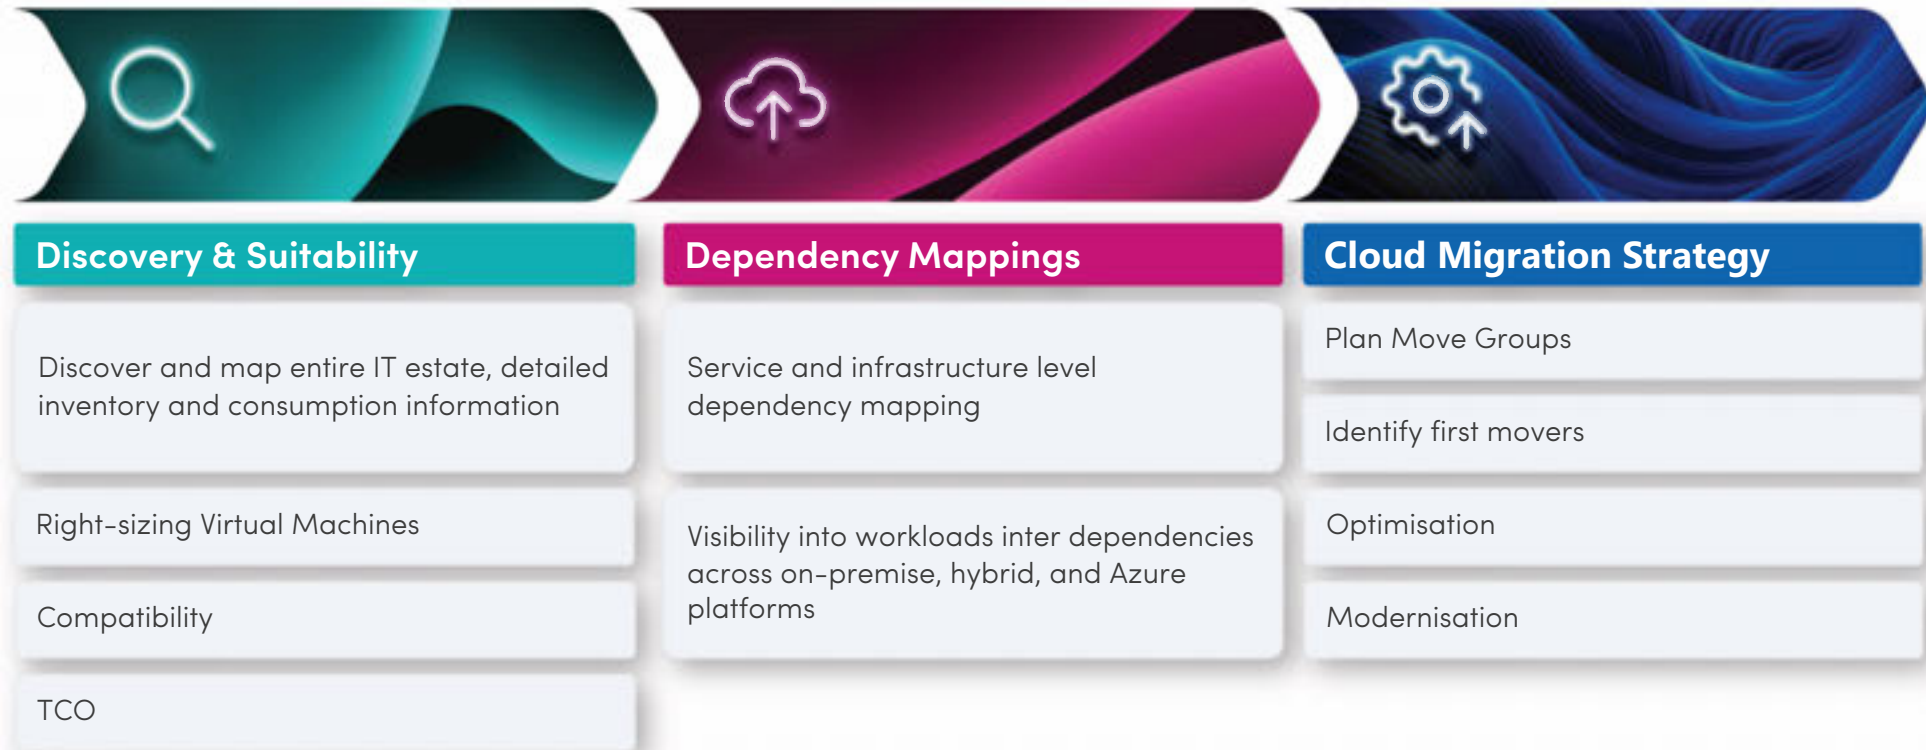 Discovery & Suitability
Discover and map entire IT estate, detailed
inventory and consumption information
Right-sizing Virtual Machines
Compatibility
TCO
Dependency Mappings
Service and infrastructure level
dependency mapping
Visibility into workloads inter dependencies
across on-premise, hybrid, and Azure
platforms
Cloud Migration Strategy
Plan Move Groups
Identify first movers
Optimisation
Modernisation